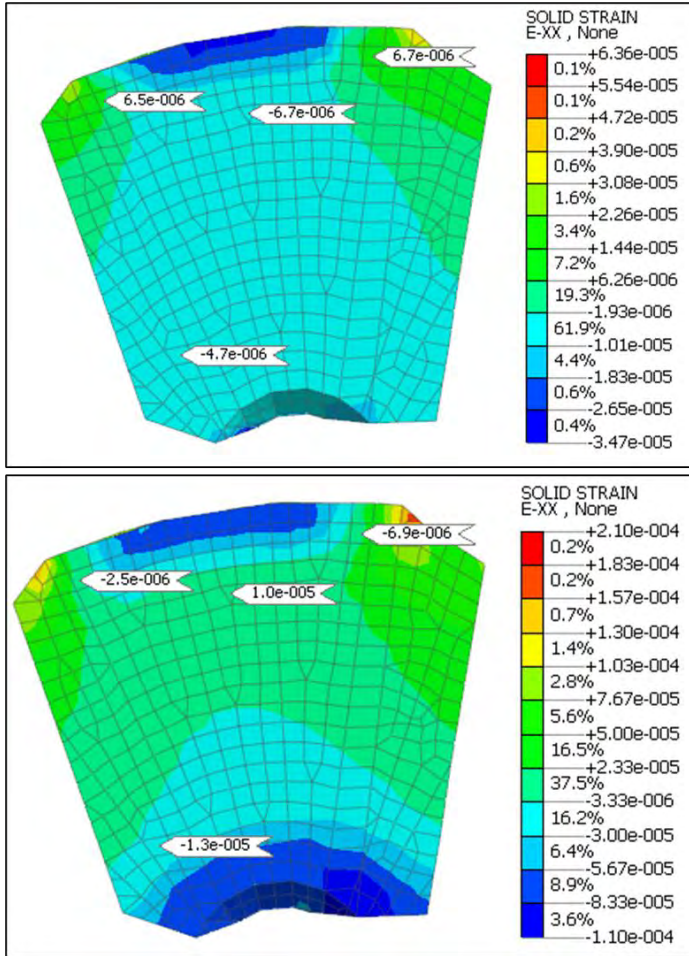 SOLID STRAIN
E-XX , None
+6.36e-005
0.1%
+5.54e-005
0.1%
+4.72e-005
0.2%
+3.90e-005
0.6%
+3.08e-005
1.6%
+2.26e-005
3.4%
+1.44e-005
7.2%
+6.26e-006
19.3%
-1.93e-006
61.9%
-1.01e-005
4.4%
-1.83e-005
0.6%
-2.65e-005
0.4%
-3.47e-005
6.7e-006
6.5e-006
-6.7e-006
-4.7e-006
SOLID STRAIN
E-XX , None
+2.10e-004
0.2%
+1.83e-004
0.2%
+1.57e-004
0.7%
+1.30e-004
1.4%
+1.03e-004
2.8%
+7.67e-005
5.6%
+5.00e-005
16.5%
+2.33e-005
37.5%
-3.33e-006
16.2%
-3.00e-005
6.4%
-5.67e-005
8.9%
-8.33e-005
3.6%
-1.10e-004
-6.9e-006
-2.5e-006
1.0e-005
-1.3e-005